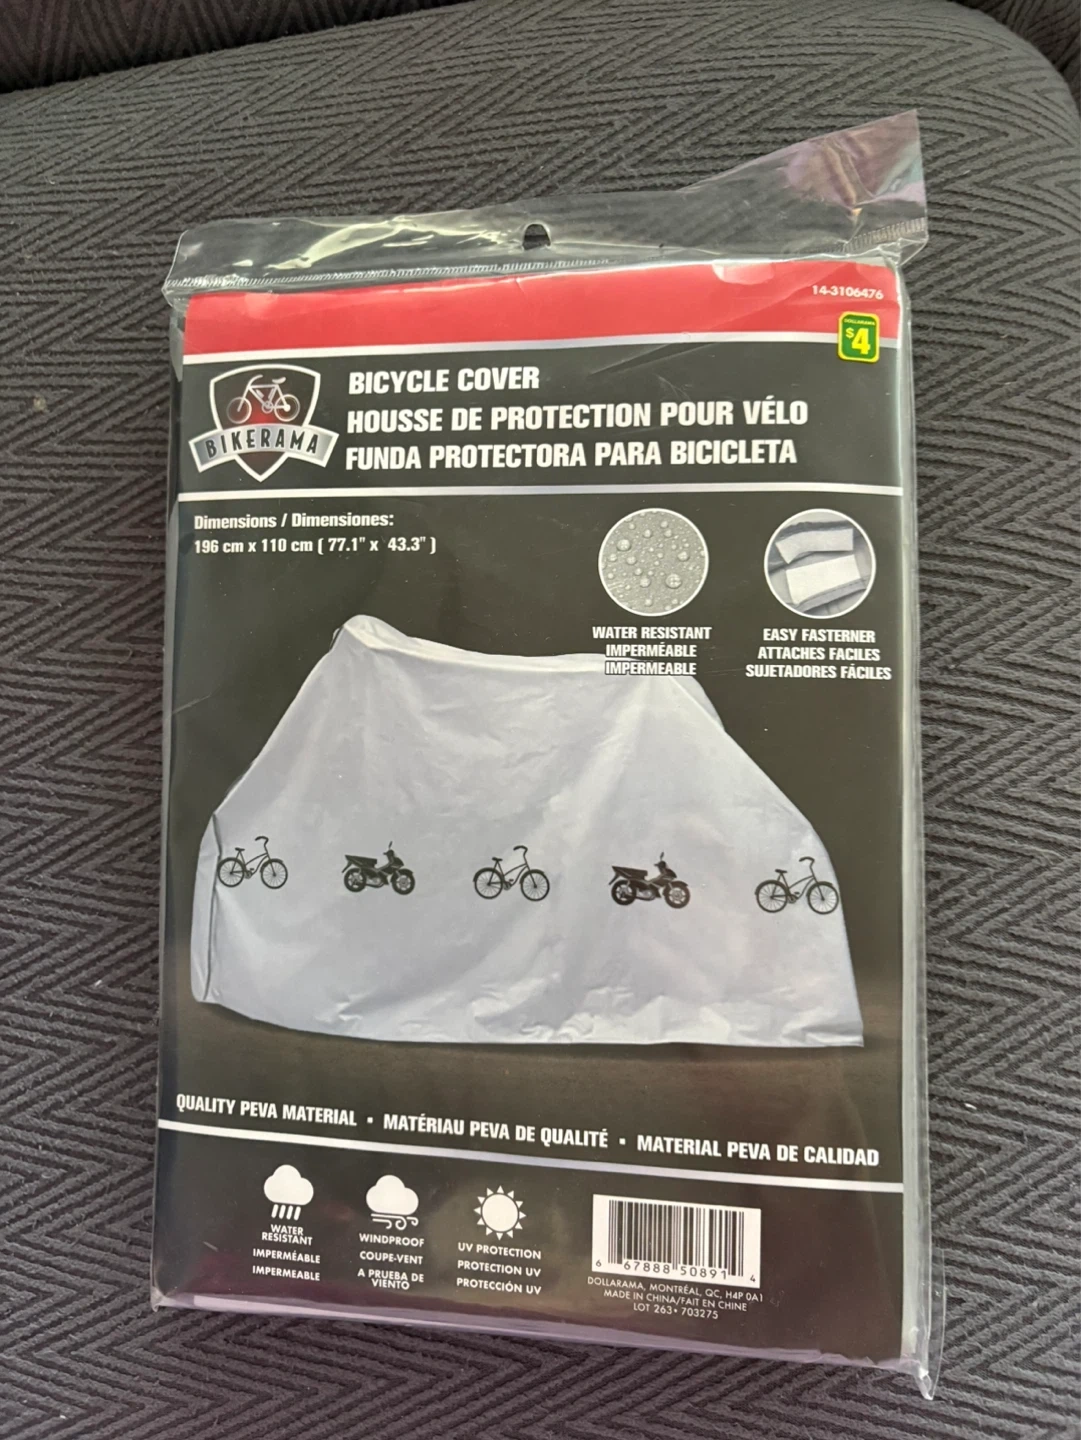 14-3106476
DOLLARAMA
$4
BIKERAMA
BICYCLE COVER
HOUSSE DE PROTECTION POUR VÉLO
FUNDA PROTECTORA PARA BICICLETA
Dimensions / Dimensiones:
196 cm x 110 cm ( 77.1" x 43.3" )
WATER RESISTANT
IMPERMÉABLE
IMPERMEABLE
EASY FASTERNER
ATTACHES FACILES
SUJETADORES FÁCILES
QUALITY PEVA MATERIAL • MATÉRIAU PEVA DE QUALITÉ • MATERIAL PEVA DE CALIDAD
WATER
RESISTANT
IMPERMÉABLE
IMPERMEABLE
WINDPROOF
COUPE-VENT
A PRUEBA DE
VIENTO
UV PROTECTION
PROTECTION UV
PROTECCIÓN UV
6 67888 50891 4
DOLLARAMA, MONTRÉAL, QC, H4P 0A1
MADE IN CHINA/FAIT EN CHINE
LOT 263• 703275